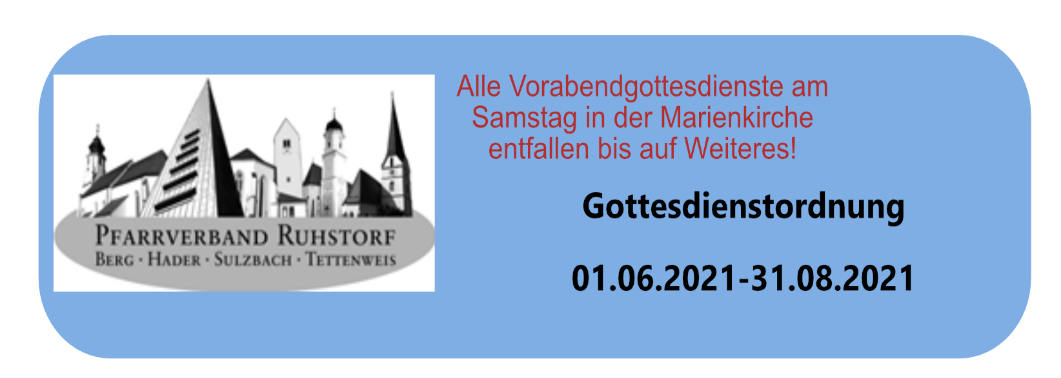 Alle Vorabendgottesdienste am
Samstag in der Marienkirche
entfallen bis auf Weiteres!
Gottesdienstordnung
01.06.2021-31.08.2021
PFARRVERBAND RUHSTORF
BERG · HADER · SULZBACH · TETTENWEIS